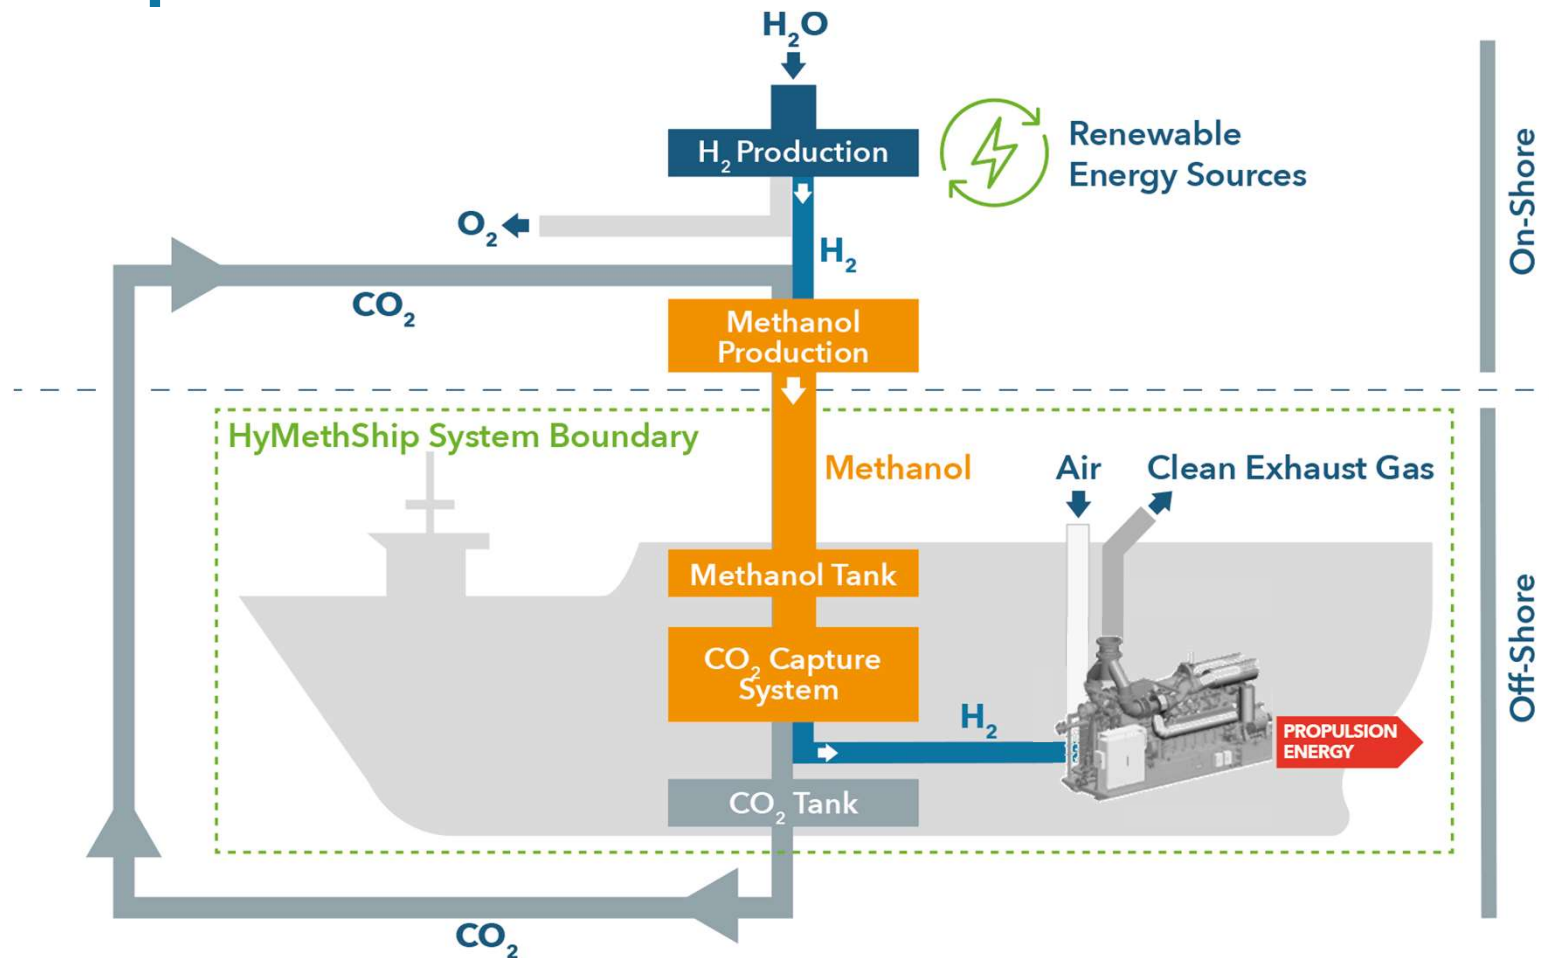 H₂O
H₂ Production
Renewable
Energy Sources
On-Shore
O₂
H₂
CO₂
Methanol
Production
HyMethShip System Boundary
Methanol
Air
Clean Exhaust Gas
Methanol Tank
Off-Shore
CO₂ Capture
System
H₂
PROPULSION
ENERGY
CO₂ Tank
CO₂